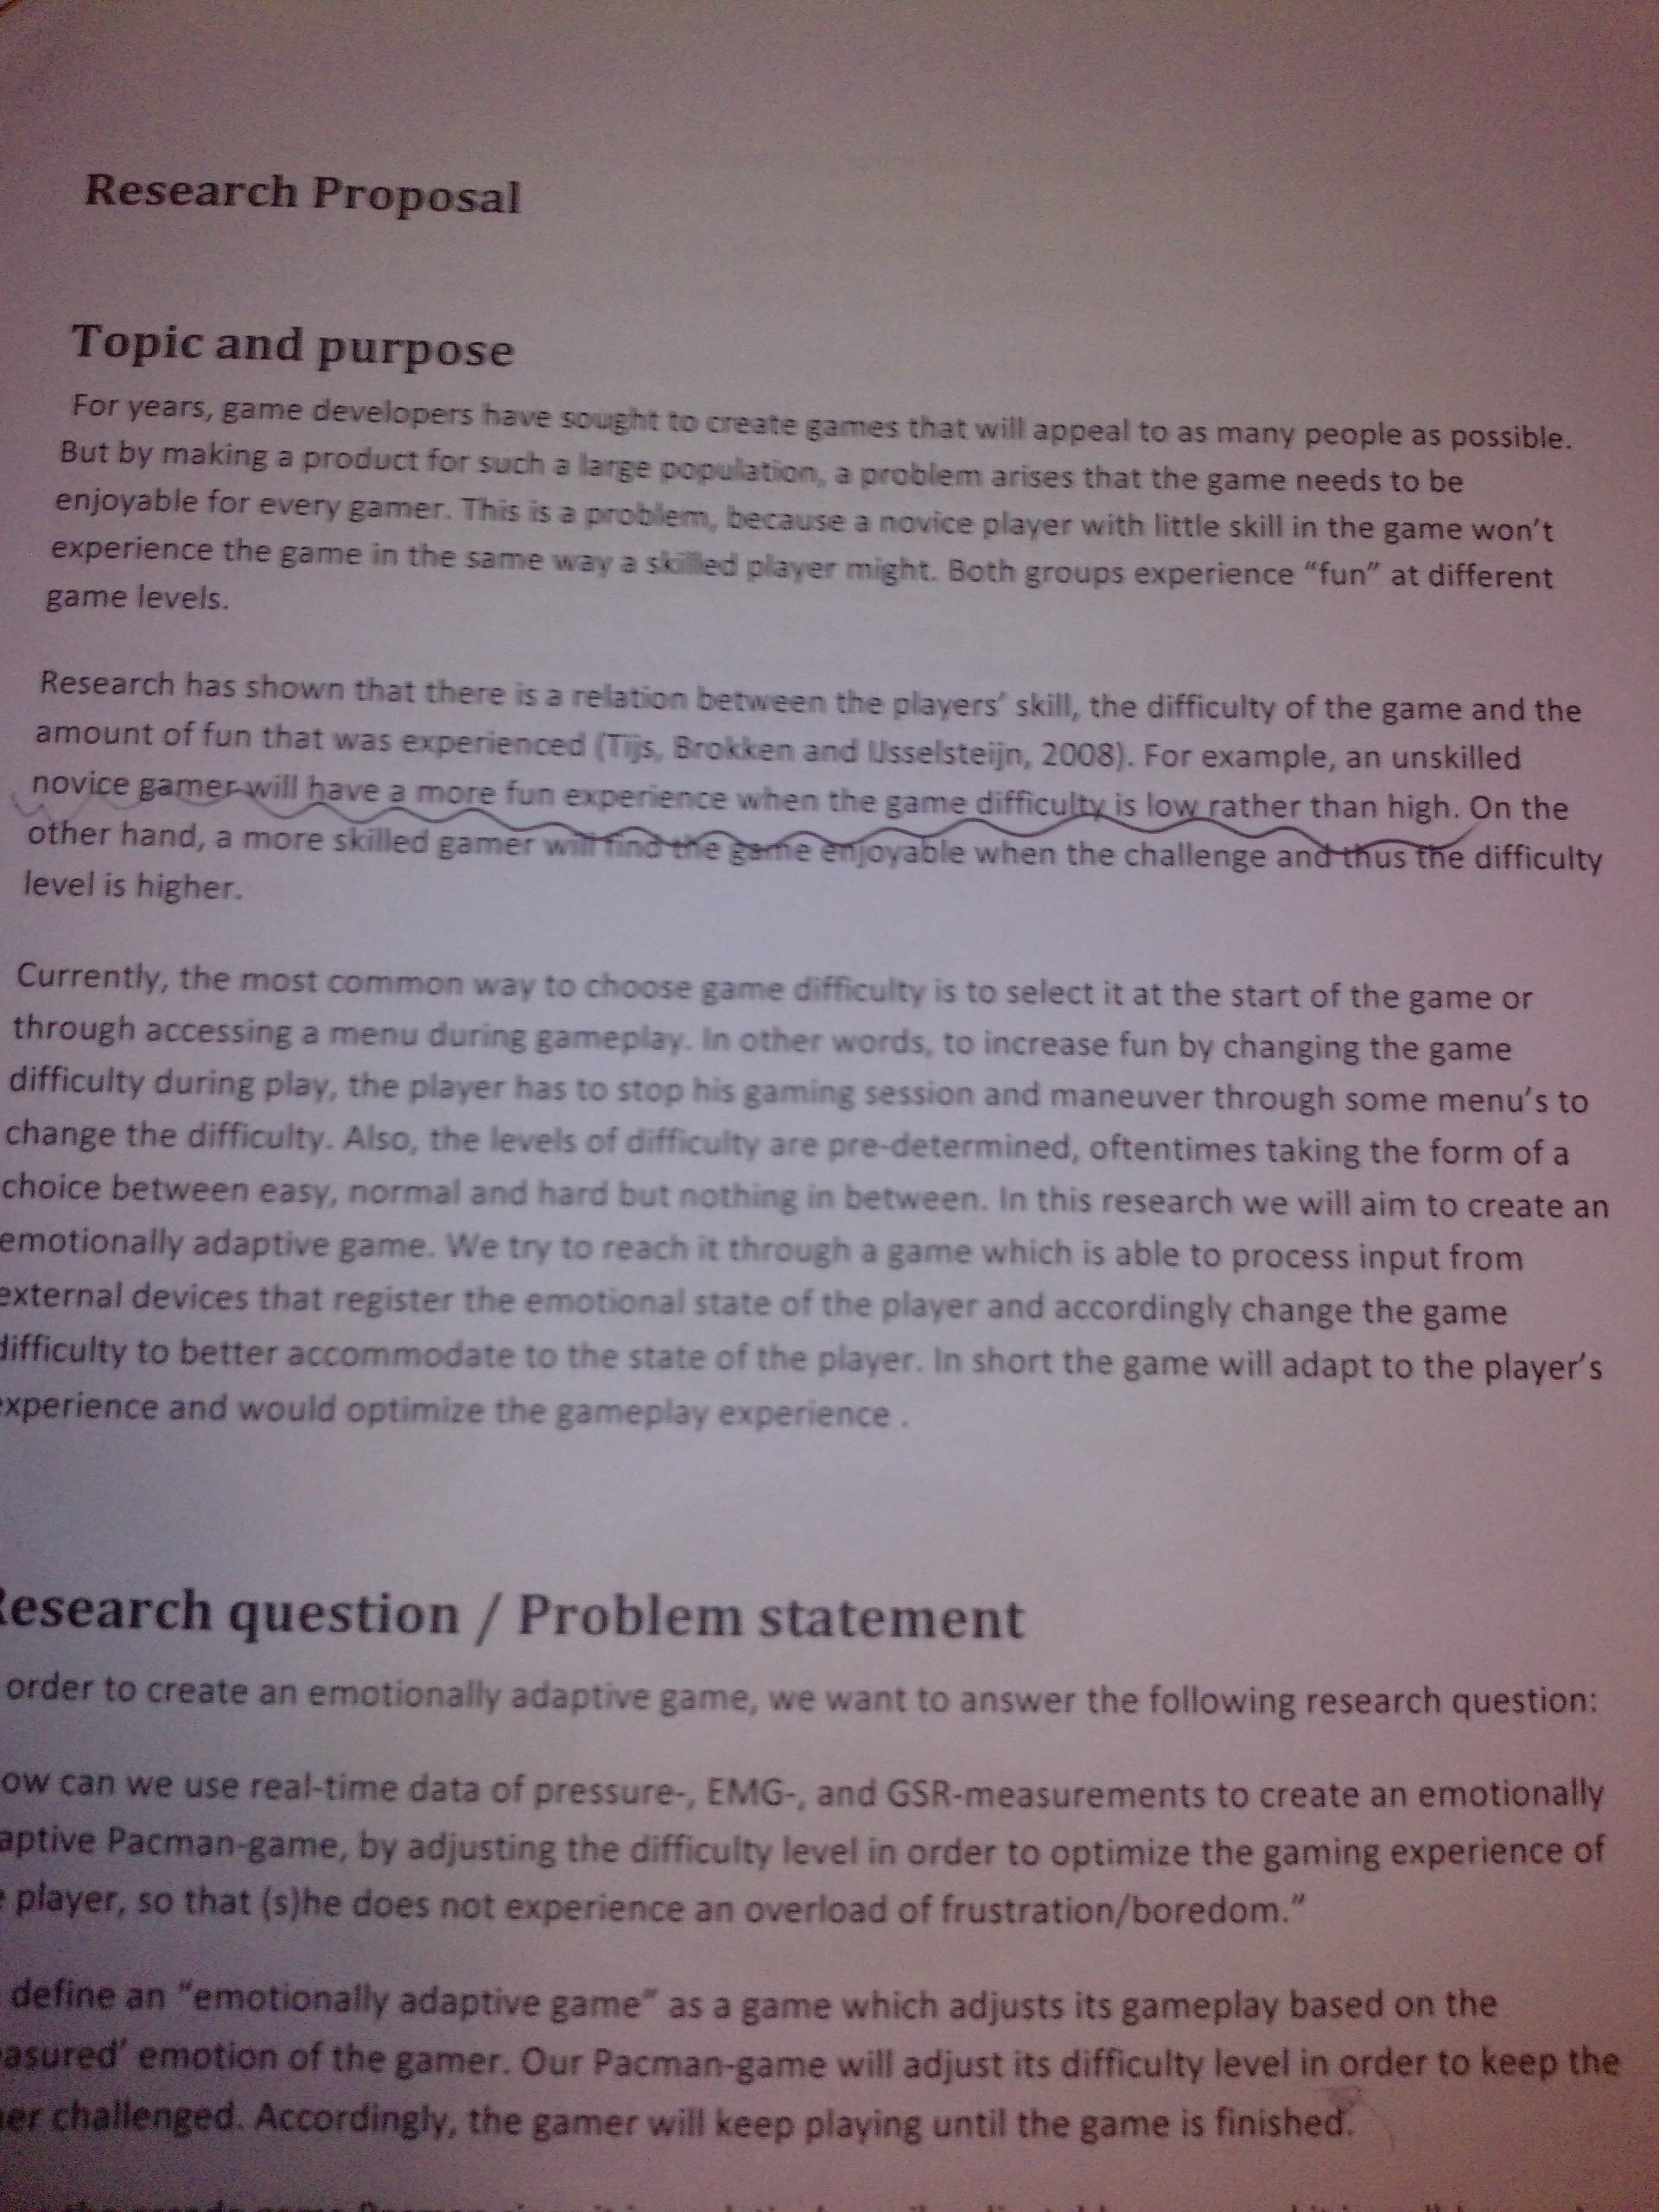 Research Proposal
Topic and purpose
For years, game developers have sought to create games that will appeal to as many people as possible.
But by making a product for such a large population, a problem arises that the game needs to be
enjoyable for every gamer. This is a problem, because a novice player with little skill in the game won't
experience the game in the same way a skilled player might. Both groups experience "fun" at different
game levels.
Research has shown that there is a relation between the players' skill, the difficulty of the game and the
amount of fun that was experienced (Tijs, Brokken and IJsselsteijn, 2008). For example, an unskilled
novice gamer will have a more fun experience when the game difficulty is low rather than high. On the
other hand, a more skilled gamer will find the game enjoyable when the challenge and thus the difficulty
level is higher.
Currently, the most common way to choose game difficulty is to select it at the start of the game or
through accessing a menu during gameplay. In other words, to increase fun by changing the game
difficulty during play, the player has to stop his gaming session and maneuver through some menu's to
change the difficulty. Also, the levels of difficulty are pre-determined, oftentimes taking the form of a
choice between easy, normal and hard but nothing in between. In this research we will aim to create an
emotionally adaptive game. We try to reach it through a game which is able to process input from
external devices that register the emotional state of the player and accordingly change the game
difficulty to better accommodate to the state of the player. In short the game will adapt to the player's
xperience and would optimize the gameplay experience .
Research question / Problem statement
order to create an emotionally adaptive game, we want to answer the following research question:
ow can we use real-time data of pressure-, EMG-, and GSR-measurements to create an emotionally
aptive Pacman-game, by adjusting the difficulty level in order to optimize the gaming experience of
player, so that (s)he does not experience an overload of frustration/boredom."
define an "emotionally adaptive game" as a game which adjusts its gameplay based on the
asured' emotion of the gamer. Our Pacman-game will adjust its difficulty level in order to keep the
er challenged. Accordingly, the gamer will keep playing until the game is finished.